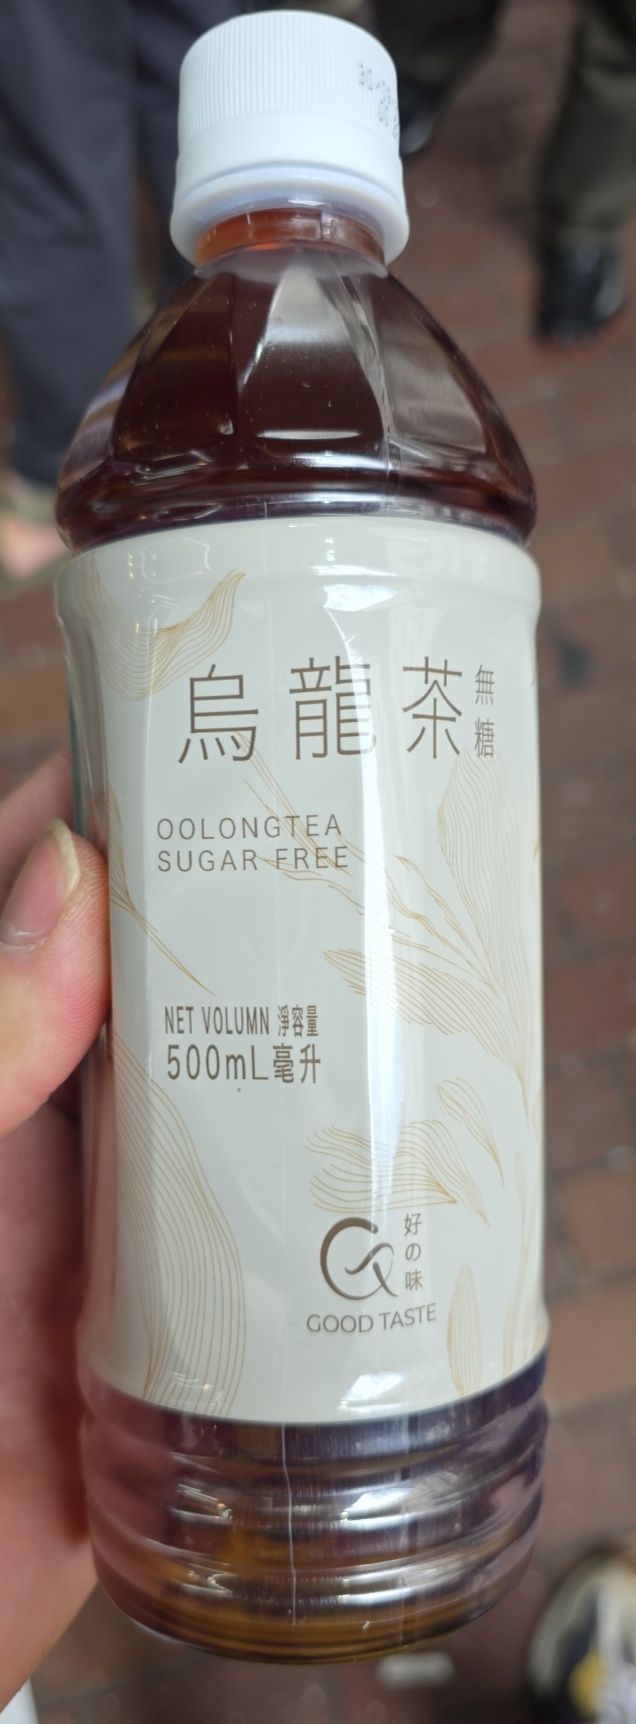 烏龍茶 無糖
OOLONGTEA
SUGAR FREE
NET VOLUMN 淨容量
500mL毫升
好の味
GOOD TASTE